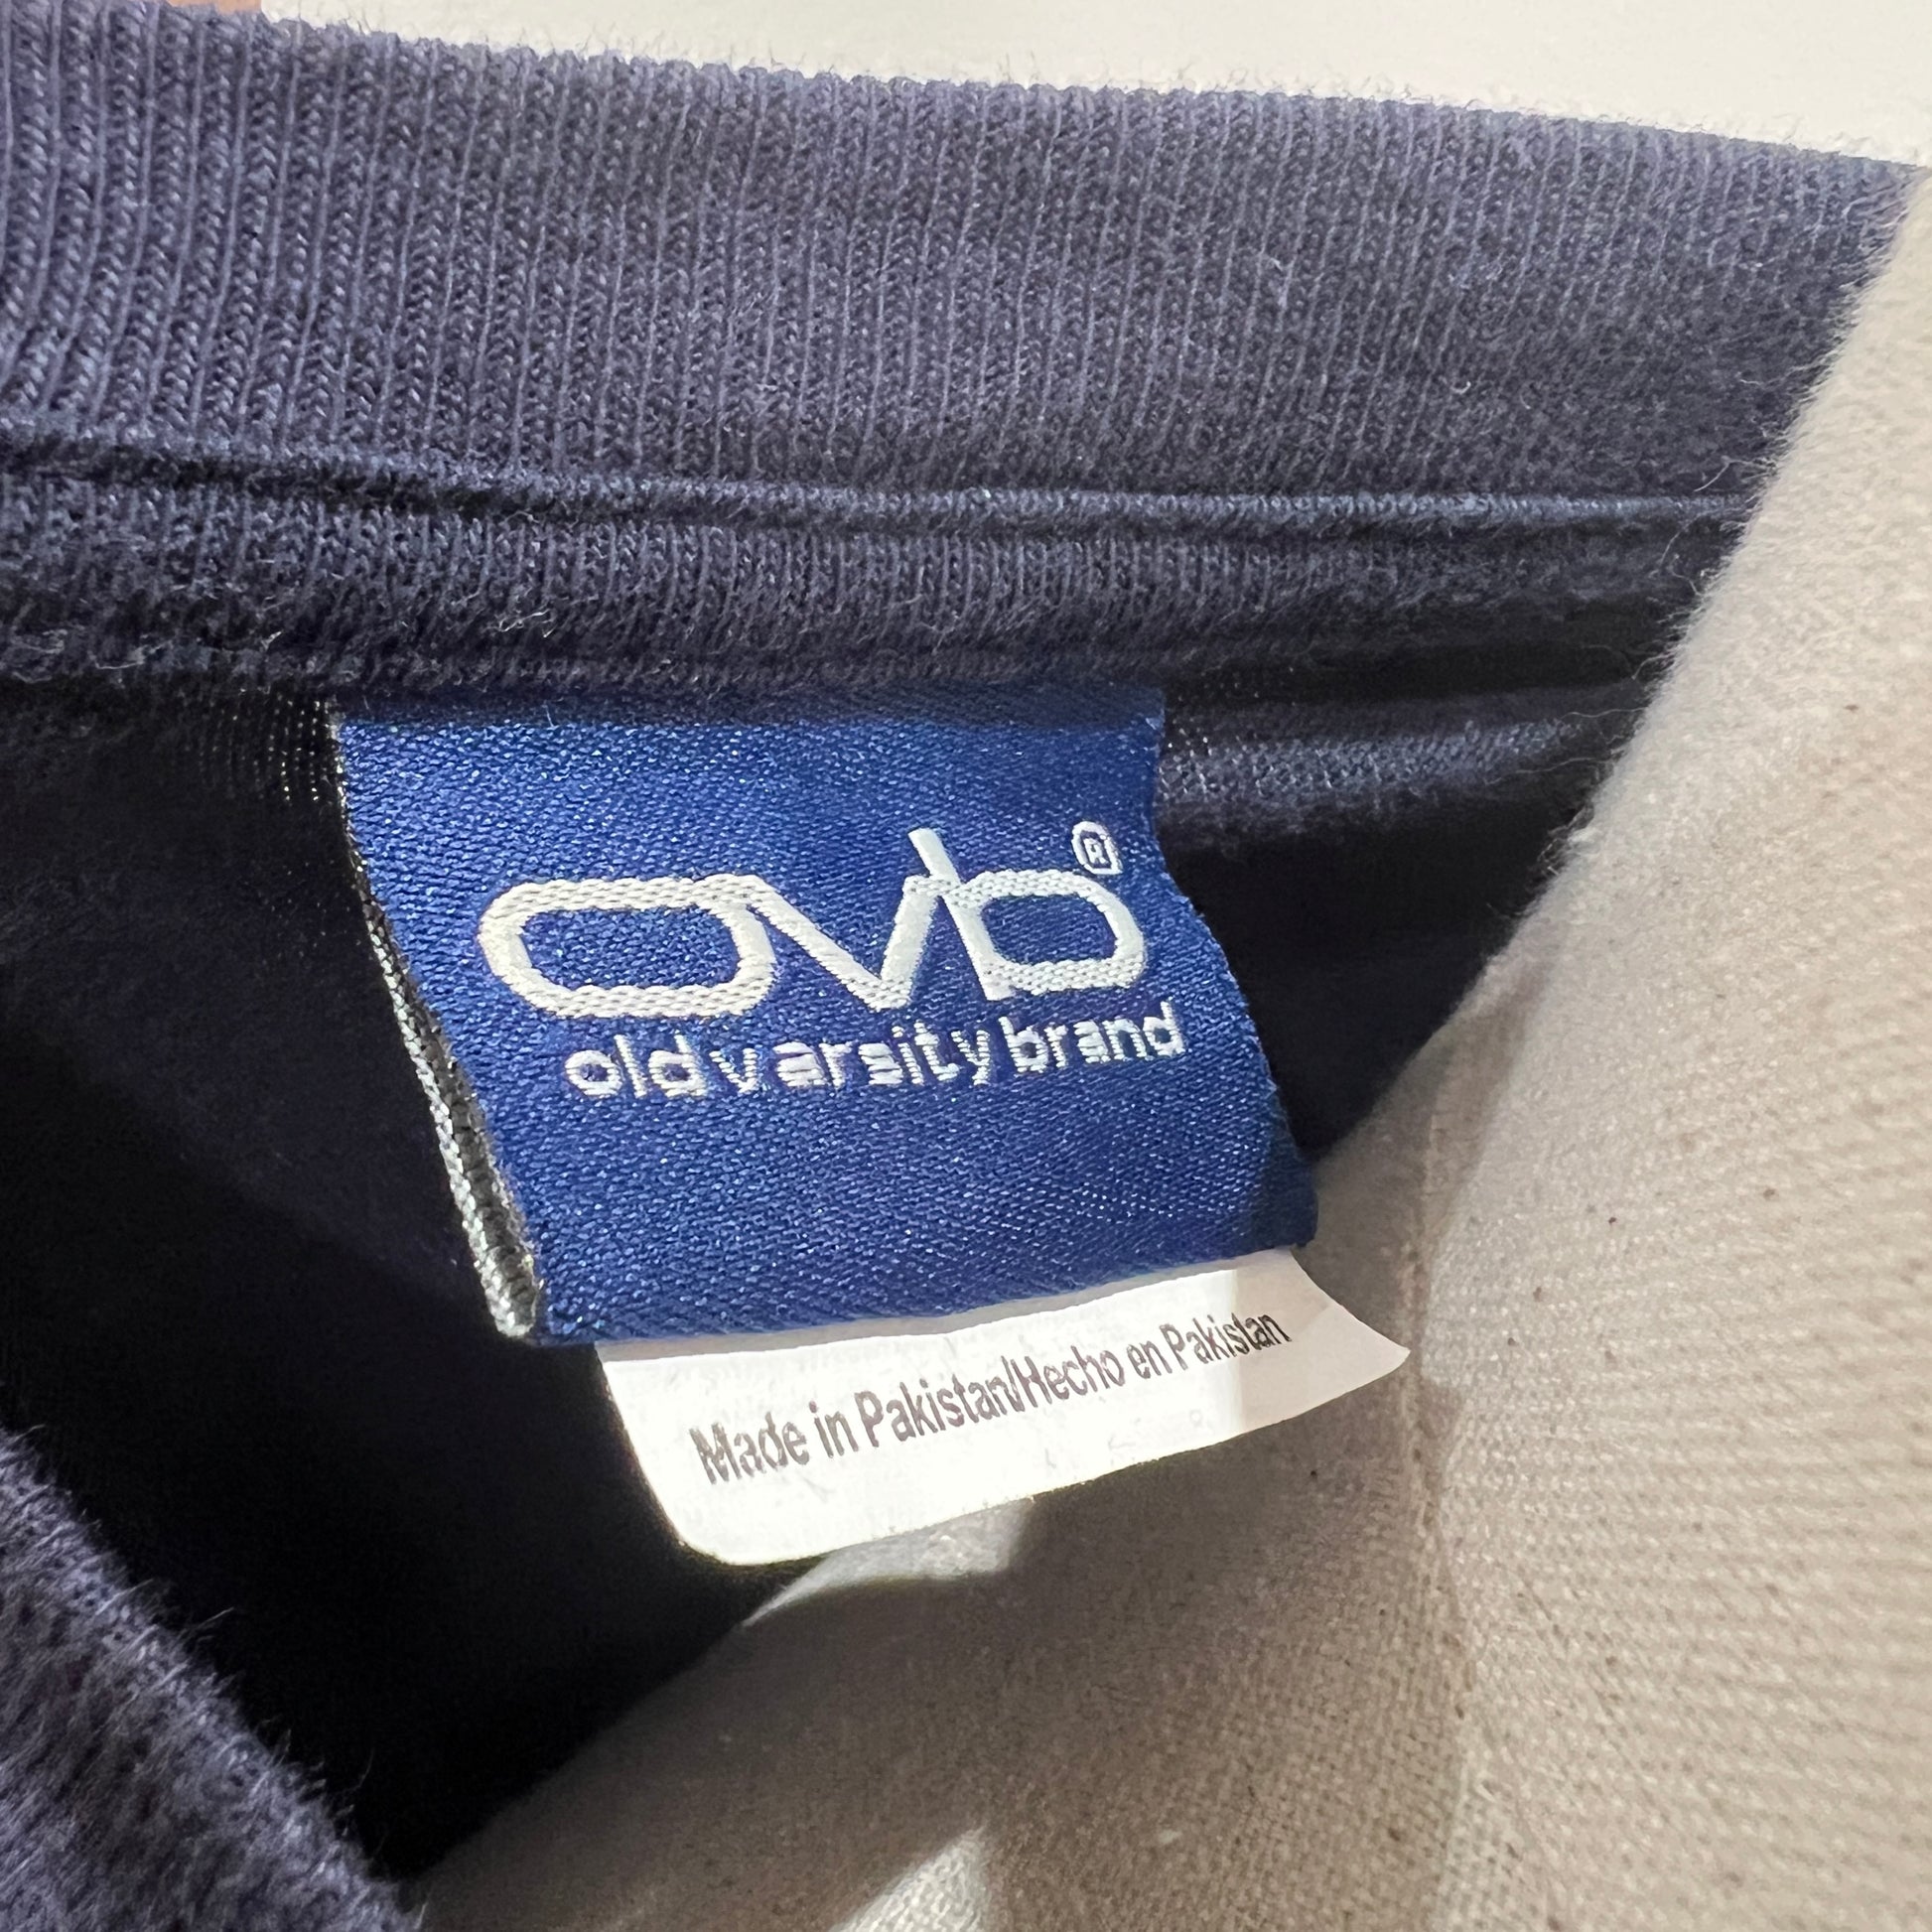 ovb®
old varsity brand
Made in Pakistan/Hecho en Pakistan